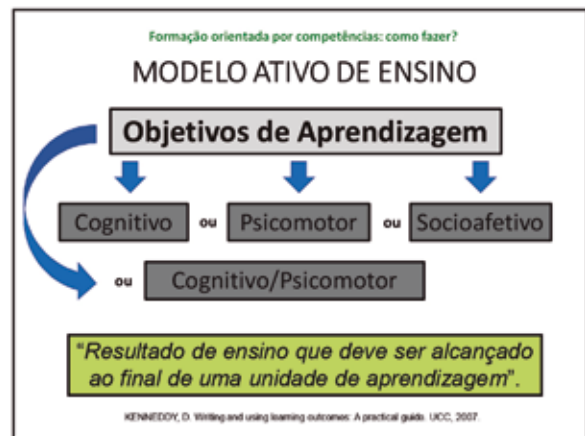 Formação orientada por competências: como fazer?
MODELO ATIVO DE ENSINO
Objetivos de Aprendizagem
Cognitivo ou Psicomotor ou Socioafetivo
ou Cognitivo/Psicomotor
“Resultado de ensino que deve ser alcançado
ao final de uma unidade de aprendizagem”.
KENNEDDY, D. Writing and using learning outcomes: A practical guide. UCC, 2007.